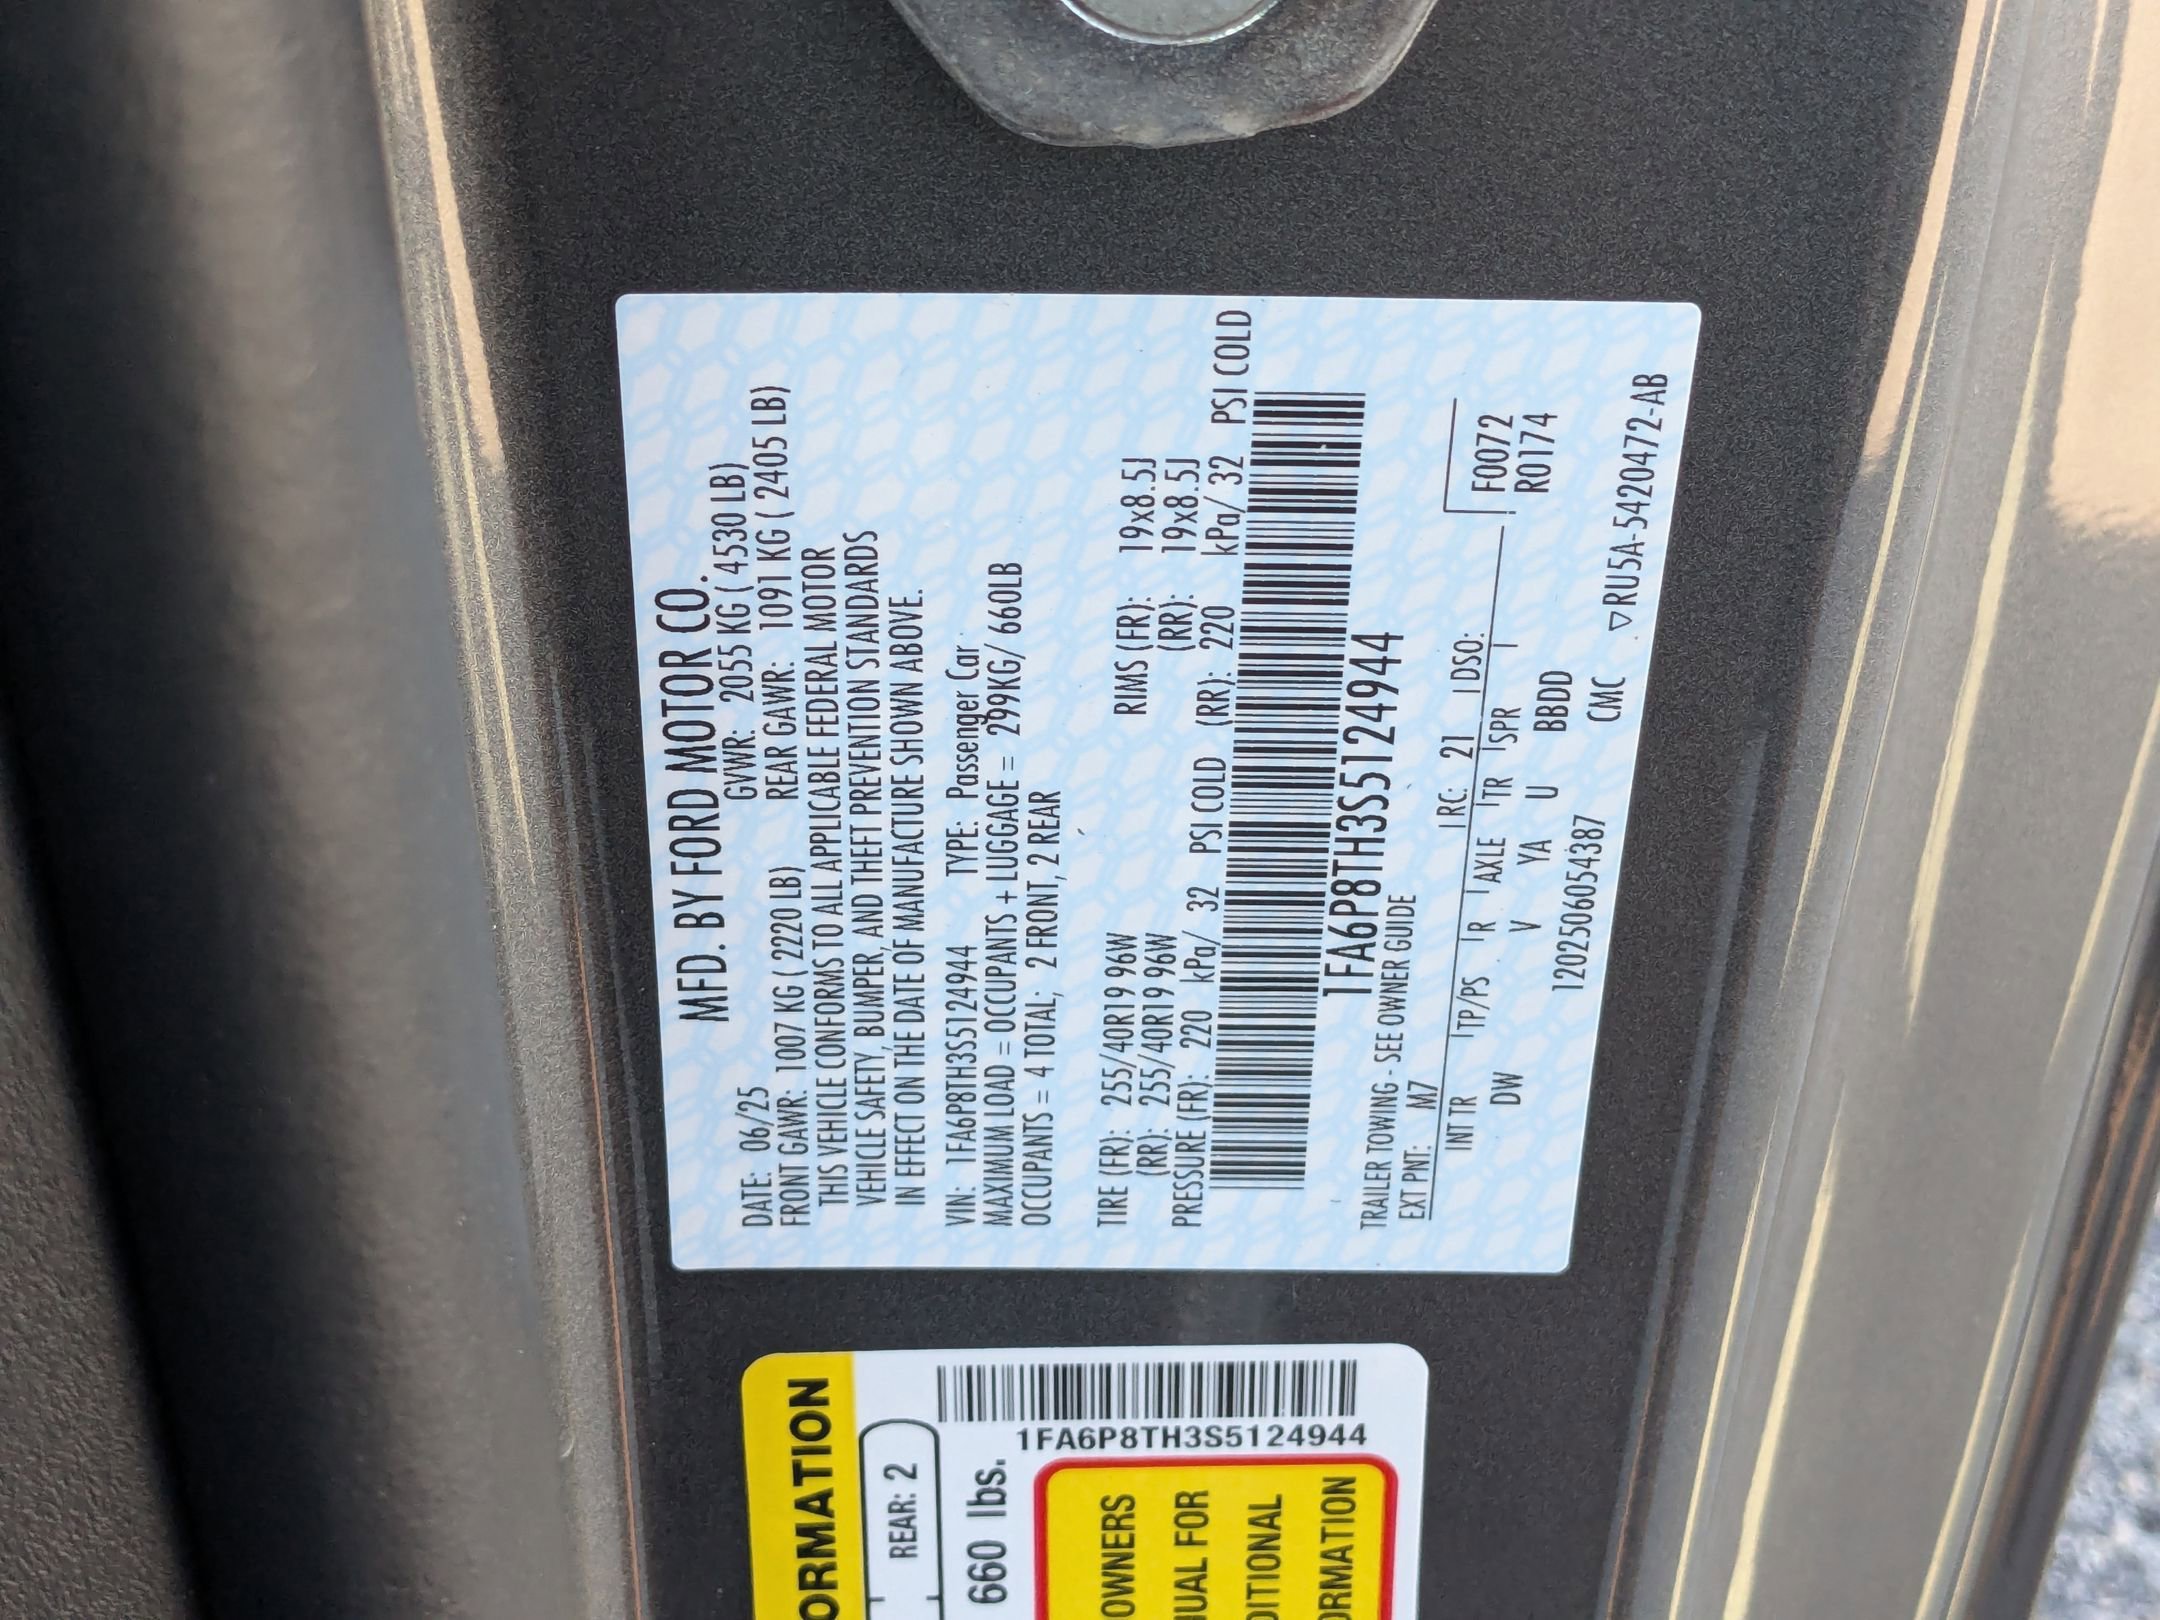 MFD. BY FORD MOTOR CO.
DATE: 06/25 GVWR: 2055 KG ( 4530 LB)
FRONT GAWR: 1007 KG ( 2220 LB) REAR GAWR: 1091 KG ( 2405 LB)
THIS VEHICLE CONFORMS TO ALL APPLICABLE FEDERAL MOTOR
VEHICLE SAFETY, BUMPER, AND THEFT PREVENTION STANDARDS
IN EFFECT ON THE DATE OF MANUFACTURE SHOWN ABOVE.
VIN: 1FA6P8TH3S5124944 TYPE: Passenger Car
MAXIMUM LOAD = OCCUPANTS + LUGGAGE = 299KG/ 660LB
OCCUPANTS = 4 TOTAL; 2 FRONT, 2 REAR
TIRE (FR): 255/40R19 96W RIMS (FR): 19x8.5J
(RR): 255/40R19 96W (RR): 19x8.5J
PRESSURE (FR): 220 kPa/ 32 PSI COLD (RR): 220 kPa/ 32 PSI COLD
1FA6P8TH3S5124944
TRAILER TOWING - SEE OWNER GUIDE
EXT PNT: M7 RC: 21 DSO:
INT TR TP/PS R AXLE TR SPR
F0072
R0174
DW V YA U BBDD
1202506054387 CMC ▽RU5A-5420472-AB
ORMATION
REAR: 2
660 lbs.
1FA6P8TH3S5124944
OWNERS
UAL FOR
DITIONAL
ORMATION